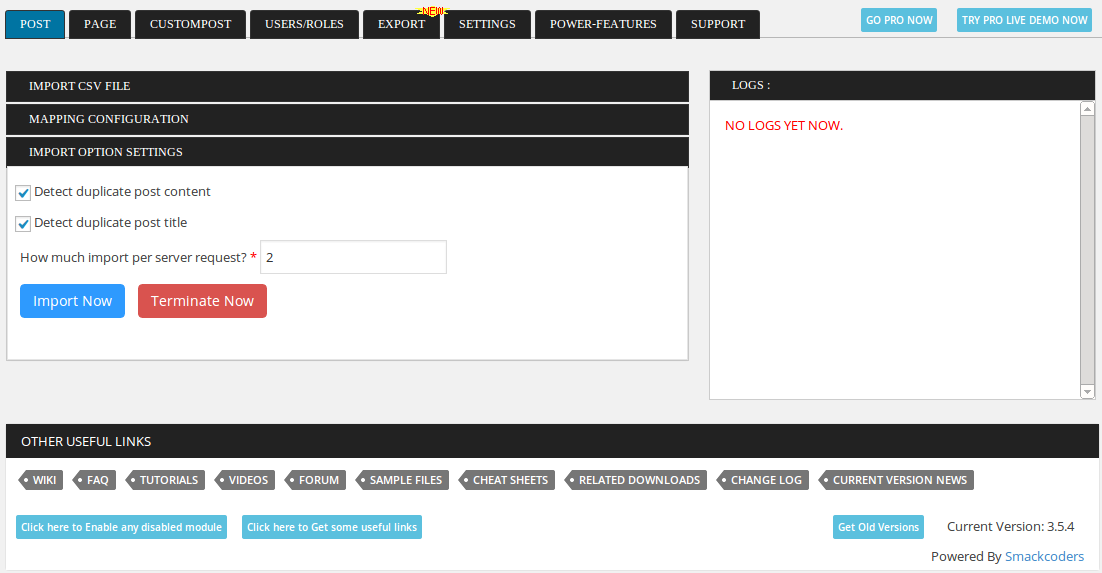 NEW
POST PAGE CUSTOMPOST USERS/ROLES EXPORT SETTINGS POWER-FEATURES SUPPORT GO PRO NOW TRY PRO LIVE DEMO NOW
IMPORT CSV FILE
MAPPING CONFIGURATION
IMPORT OPTION SETTINGS
Detect duplicate post content
Detect duplicate post title
How much import per server request? * 2
Import Now Terminate Now
LOGS :
NO LOGS YET NOW.
OTHER USEFUL LINKS
WIKI FAQ TUTORIALS VIDEOS FORUM SAMPLE FILES CHEAT SHEETS RELATED DOWNLOADS CHANGE LOG CURRENT VERSION NEWS
Click here to Enable any disabled module Click here to Get some useful links Get Old Versions Current Version: 3.5.4
Powered By Smackcoders